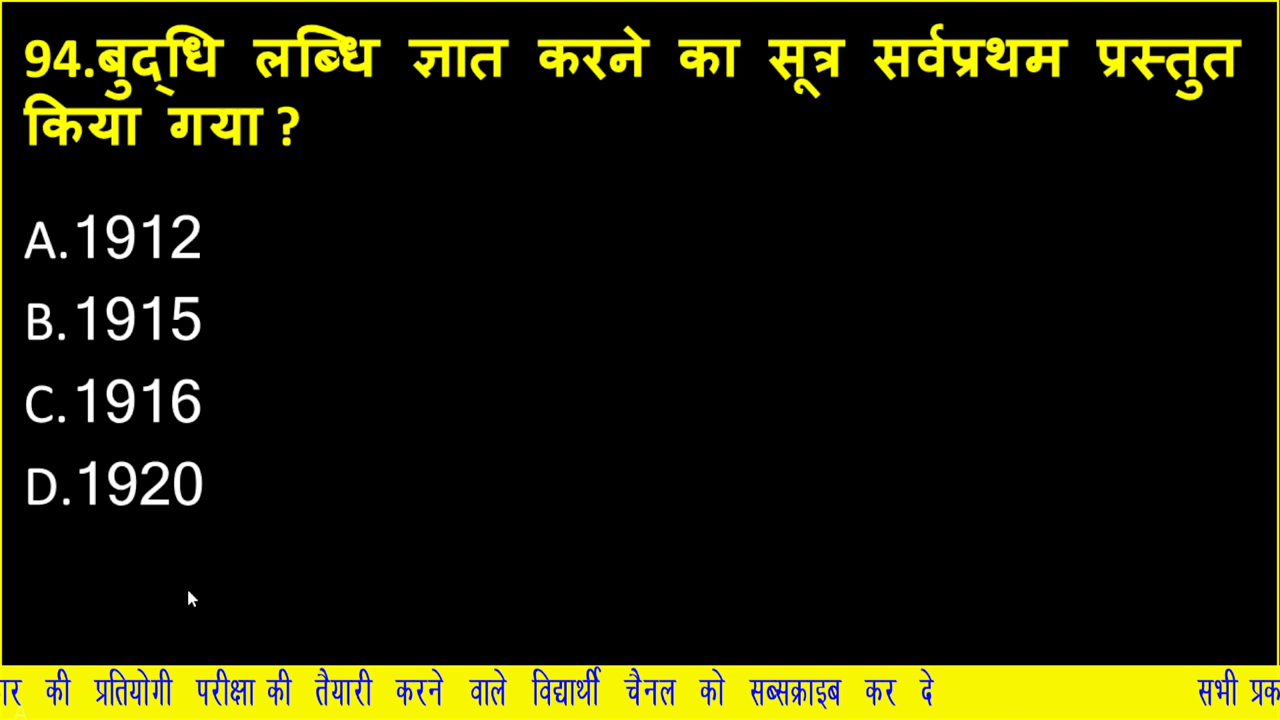 94.बुद्धि लब्धि ज्ञात करने का सूत्र सर्वप्रथम प्रस्तुत
किया गया ?
A.1912
B.1915
C.1916
D.1920
की प्रतियोगी परीक्षा की तैयारी करने वाले विद्यार्थी चैनल को सब्सक्राइब कर दे सभी